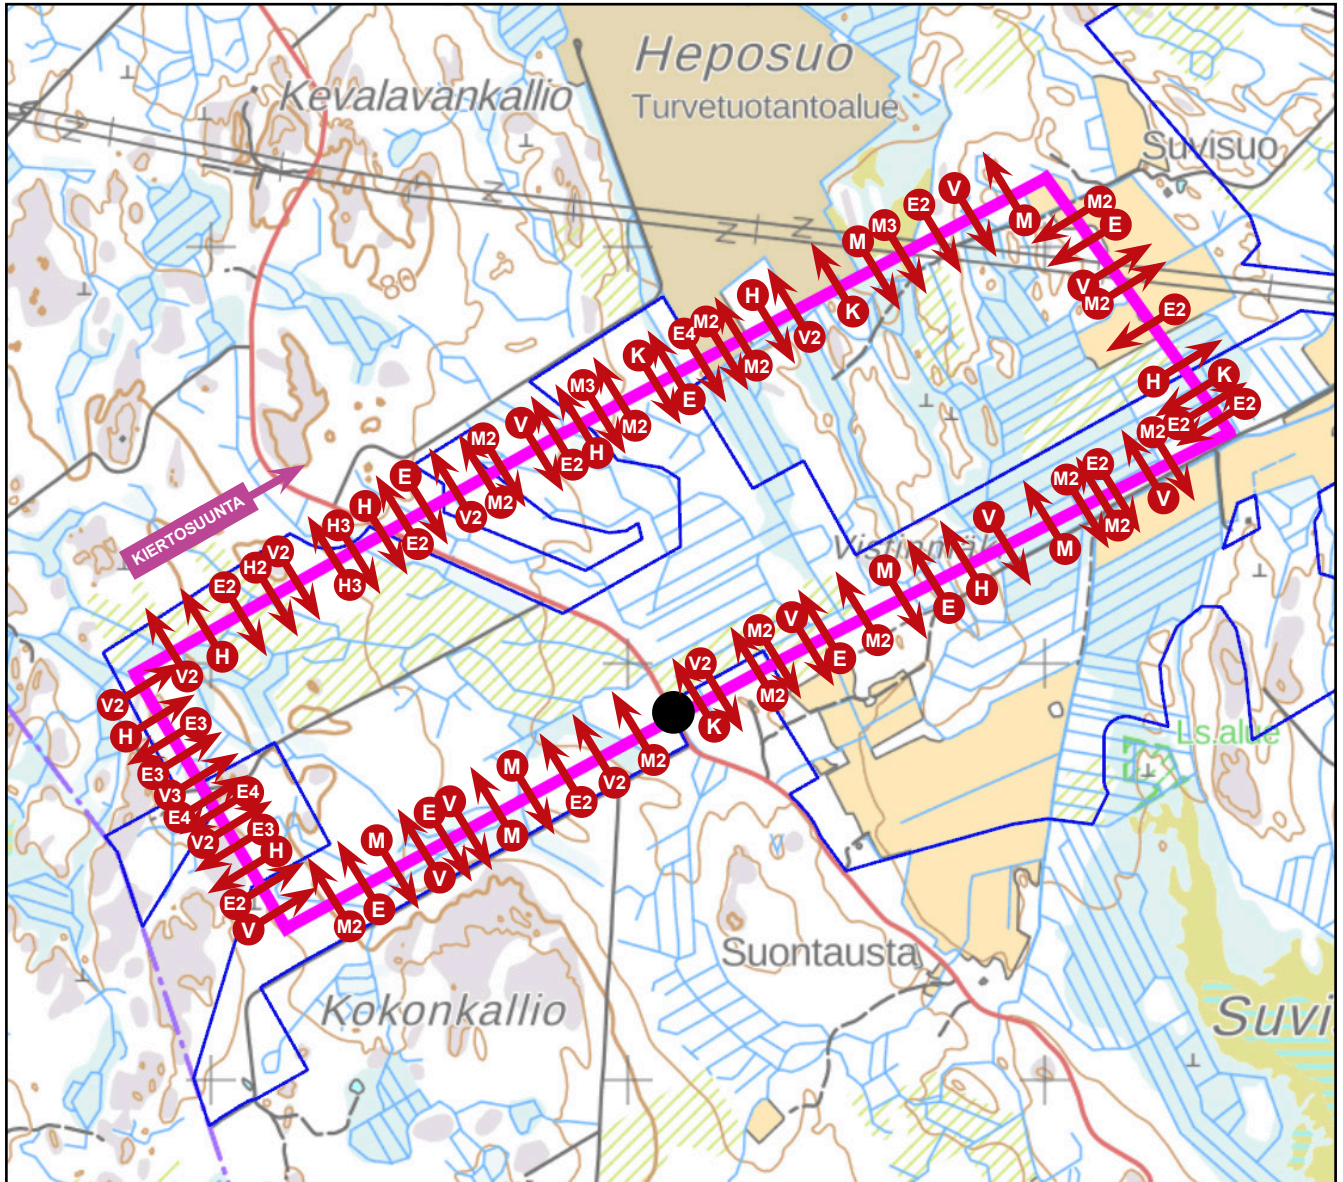 Heposuo
Turvetuotantoalue
Kevalavankallio
Suvisuo
Z
Z
Z
Z
80
V
M
M2
E
E2
M3
M
V
M2
H
K
V2
E2
M2
E4
M2
H
K
K
E2
M3
E
E2
M2
V
M2
H
E2
V
M2
M2
E2
E
V2
M2
M2
V
H3
H
E2
M
KIERTOSUUNTA
V2
H2
E2
H3
V
H
M
Vistinmäki
E
H
V2
V2
M2
V
M2
H
E3
V2
E
M2
K
E3
V3
E4
E4
M2
Ls.alue
V2
E3
H
M
M
E2
V2
E
V
M
E2
V
M2
E
V
Suontausta
Kokonkallio
Suvi